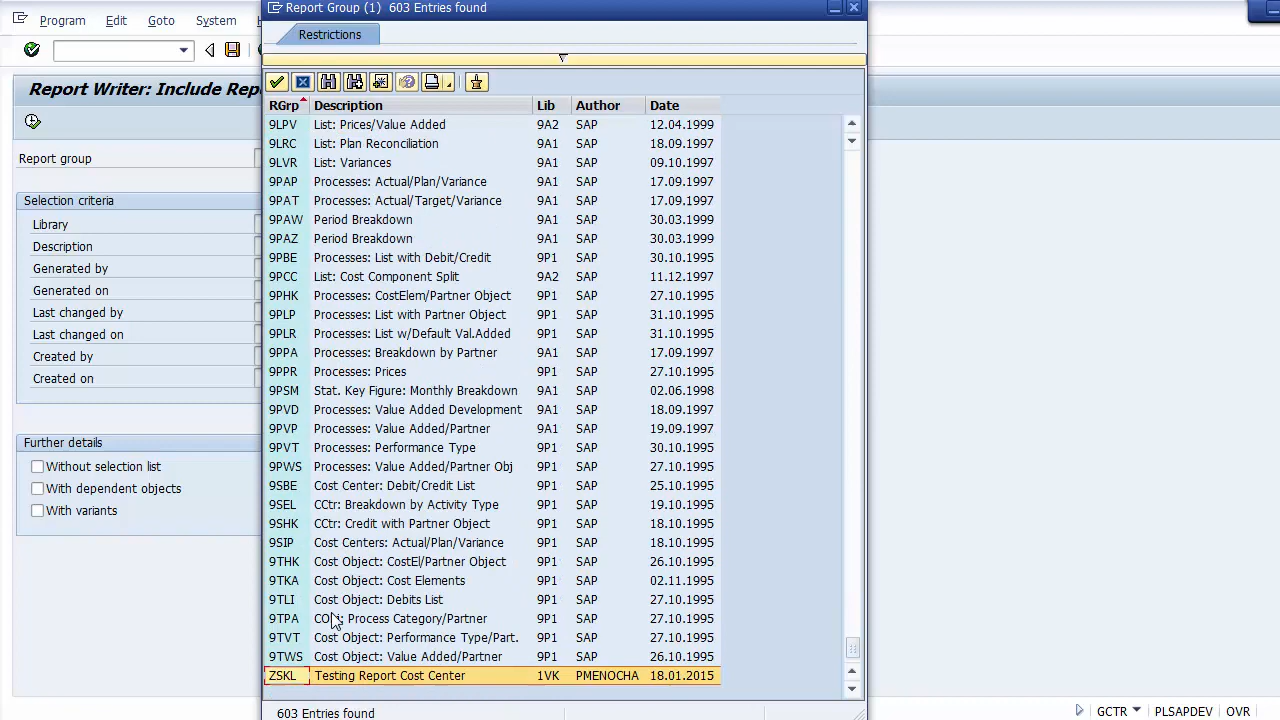 Program Edit Goto System
Report Writer: Include Rep
Report group
Selection criteria
Library
Description
Generated by
Generated on
Last changed by
Last changed on
Created by
Created on
Further details
Without selection list
With dependent objects
With variants
Report Group (1) 603 Entries found
Restrictions
RGrp Description Lib Author Date
9LPV List: Prices/Value Added 9A2 SAP 12.04.1999
9LRC List: Plan Reconciliation 9A1 SAP 18.09.1997
9LVR List: Variances 9A1 SAP 09.10.1997
9PAP Processes: Actual/Plan/Variance 9A1 SAP 17.09.1997
9PAT Processes: Actual/Target/Variance 9A1 SAP 17.09.1997
9PAW Period Breakdown 9A1 SAP 30.03.1999
9PAZ Period Breakdown 9A1 SAP 30.03.1999
9PBE Processes: List with Debit/Credit 9P1 SAP 30.10.1995
9PCC List: Cost Component Split 9A2 SAP 11.12.1997
9PHK Processes: CostElem/Partner Object 9P1 SAP 27.10.1995
9PLP Processes: List with Partner Object 9P1 SAP 31.10.1995
9PLR Processes: List w/Default Val.Added 9P1 SAP 31.10.1995
9PPA Processes: Breakdown by Partner 9A1 SAP 17.09.1997
9PPR Processes: Prices 9P1 SAP 27.10.1995
9PSM Stat. Key Figure: Monthly Breakdown 9A1 SAP 02.06.1998
9PVD Processes: Value Added Development 9A1 SAP 18.09.1997
9PVP Processes: Value Added/Partner 9A1 SAP 19.09.1997
9PVT Processes: Performance Type 9P1 SAP 30.10.1995
9PWS Processes: Value Added/Partner Obj 9P1 SAP 27.10.1995
9SBE Cost Center: Debit/Credit List 9P1 SAP 25.10.1995
9SEL CCtr: Breakdown by Activity Type 9P1 SAP 19.10.1995
9SHK CCtr: Credit with Partner Object 9P1 SAP 18.10.1995
9SIP Cost Centers: Actual/Plan/Variance 9P1 SAP 18.10.1995
9THK Cost Object: CostEl/Partner Object 9P1 SAP 26.10.1995
9TKA Cost Object: Cost Elements 9P1 SAP 02.11.1995
9TLI Cost Object: Debits List 9P1 SAP 27.10.1995
9TPA Process Category/Partner 9P1 SAP 27.10.1995
9TVT Cost Object: Performance Type/Part. 9P1 SAP 27.10.1995
9TWS Cost Object: Value Added/Partner 9P1 SAP 26.10.1995
ZSKL Testing Report Cost Center 1VK PMENOCHA 18.01.2015
603 Entries found
GCTR PLSAPDEV OVR